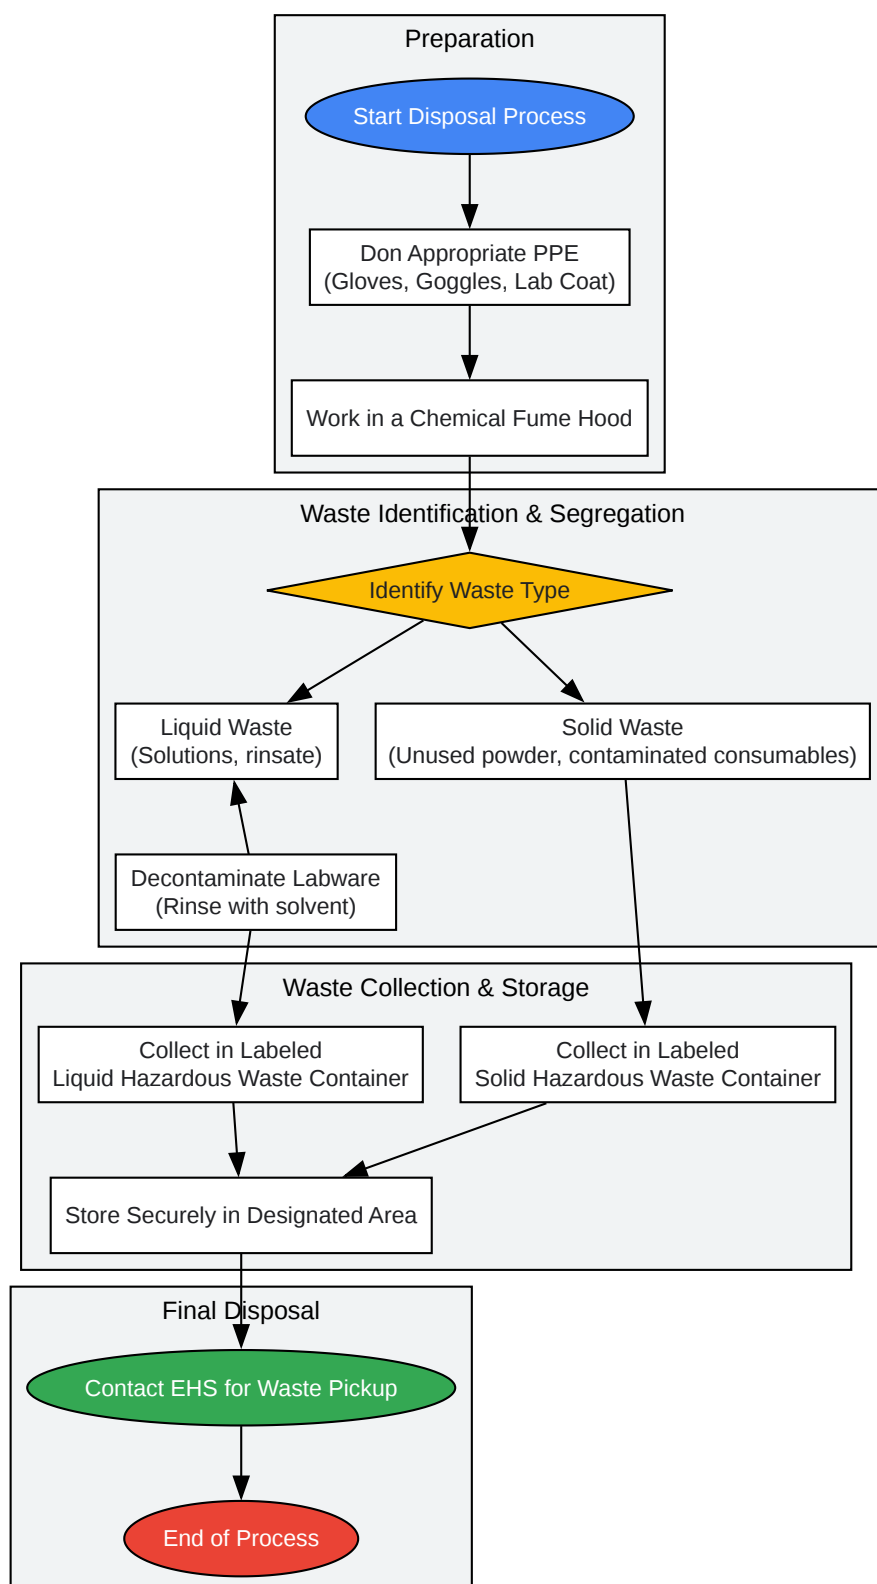 Preparation
Start Disposal Process
Don Appropriate PPE
(Gloves, Goggles, Lab Coat)
Work in a Chemical Fume Hood
Waste Identification & Segregation
Identify Waste Type
Liquid Waste
(Solutions, rinsate)
Solid Waste
(Unused powder, contaminated consumables)
Decontaminate Labware
(Rinse with solvent)
Waste Collection & Storage
Collect in Labeled
Liquid Hazardous Waste Container
Collect in Labeled
Solid Hazardous Waste Container
Store Securely in Designated Area
Final Disposal
Contact EHS for Waste Pickup
End of Process